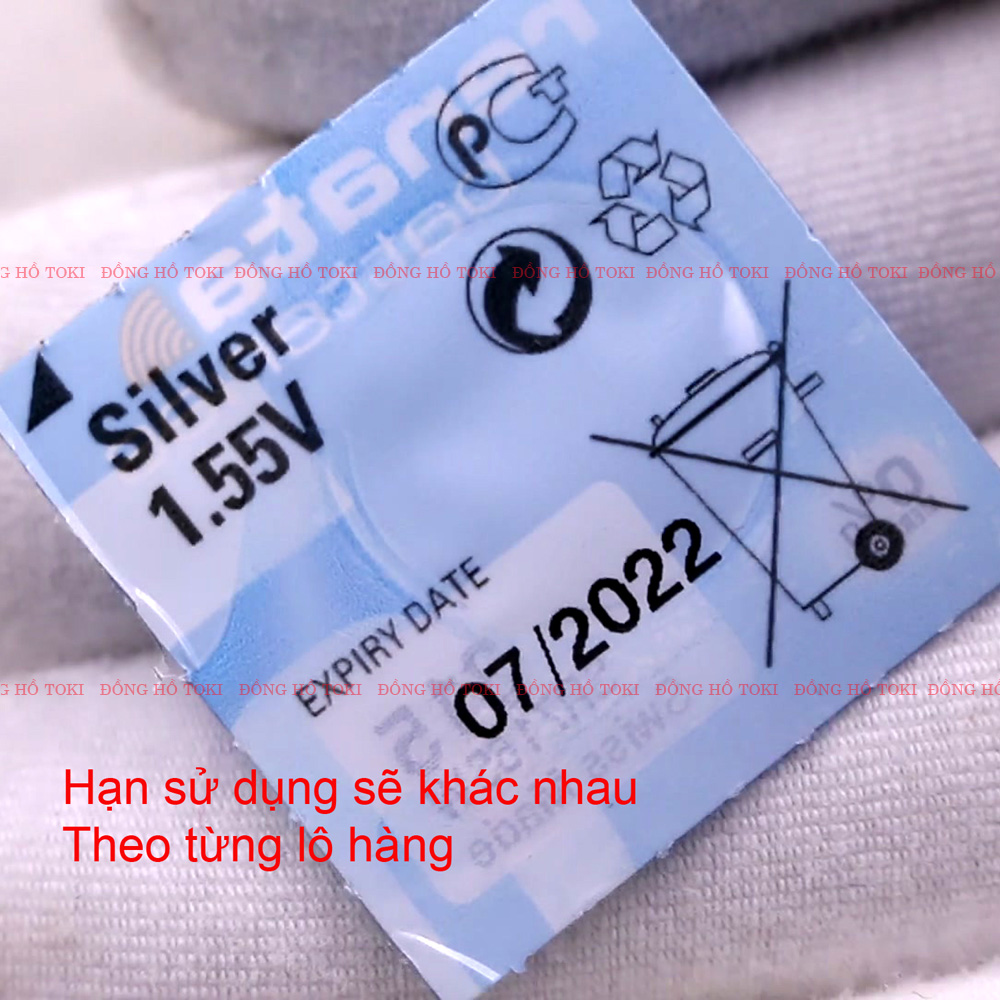 PCT
ĐỒNG HỒ TOKI ĐỒNG HỒ TOKI ĐỒNG HỒ TOKI ĐỒNG HỒ TOKI ĐỒNG HỒ TOKI ĐỒNG HỒ TOKI
Silver
1.55V
EXPIRY DATE
07/2022
ĐỒNG HỒ TOKI ĐỒNG HỒ TOKI ĐỒNG HỒ TOKI ĐỒNG HỒ TOKI ĐỒNG HỒ TOKI ĐỒNG HỒ TOKI
Hạn sử dụng sẽ khác nhau
Theo từng lô hàng